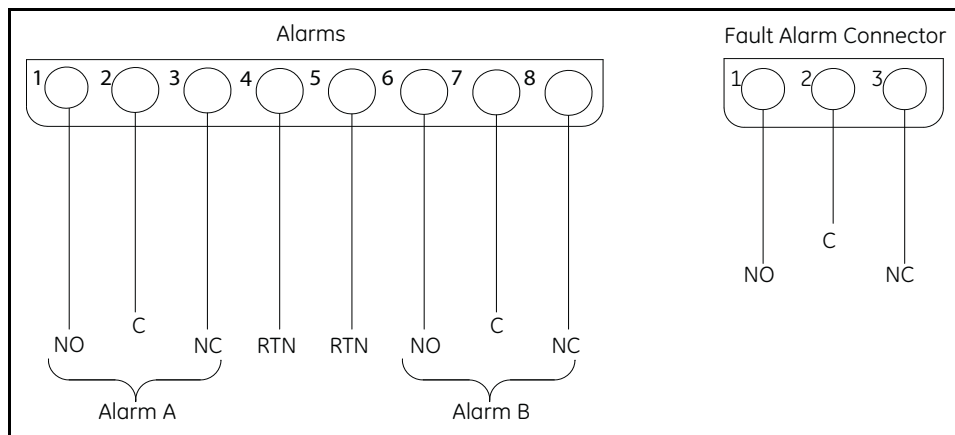 Alarms
1 2 3 4 5 6 7 8
C C
NO NC RTN RTN NO NC
Alarm A Alarm B
Fault Alarm Connector
1 2 3
C
NO NC